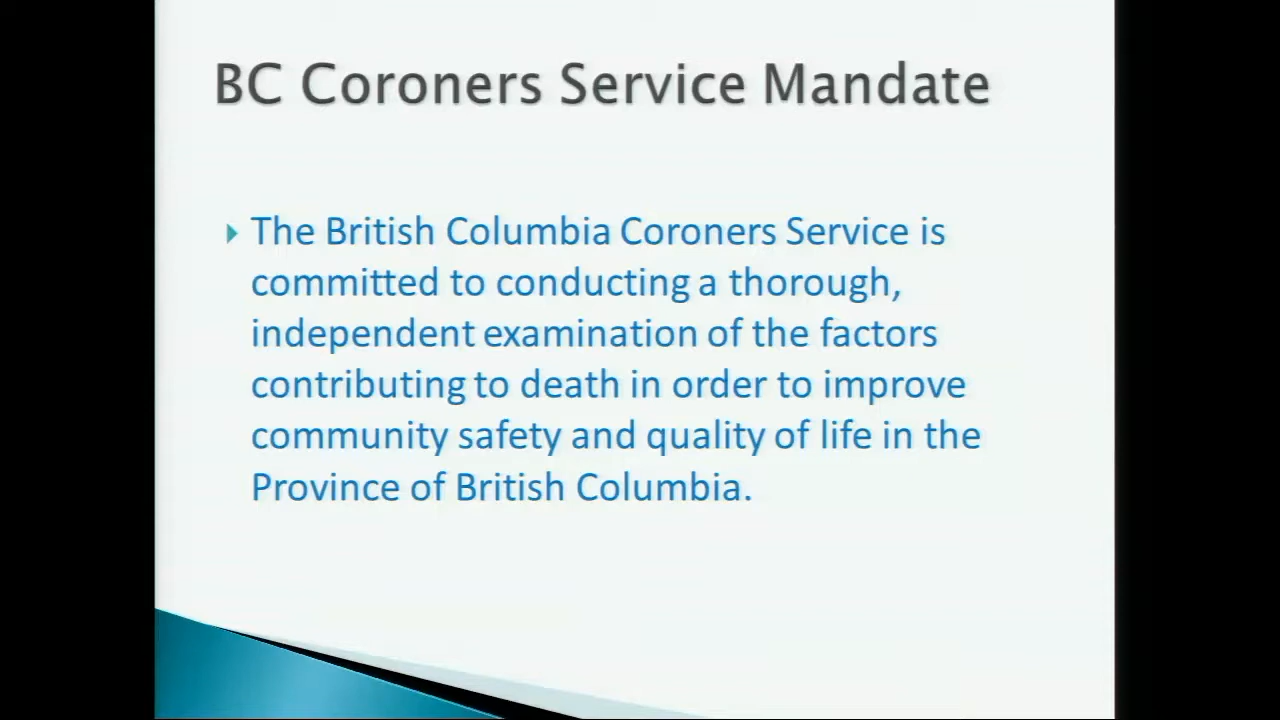 BC Coroners Service Mandate
The British Columbia Coroners Service is
committed to conducting a thorough,
independent examination of the factors
contributing to death in order to improve
community safety and quality of life in the
Province of British Columbia.